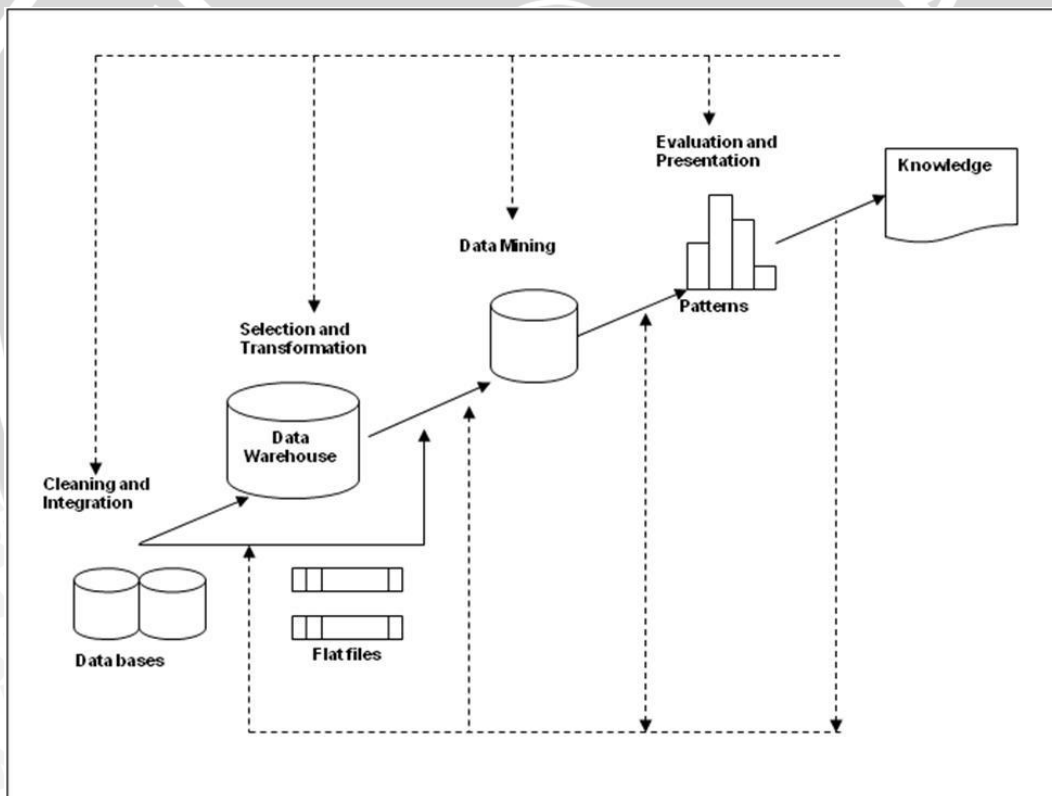 Evaluation and
Presentation
Knowledge
Data Mining
Patterns
Selection and
Transformation
Data
Warehouse
Cleaning and
Integration
Data bases
Flat files